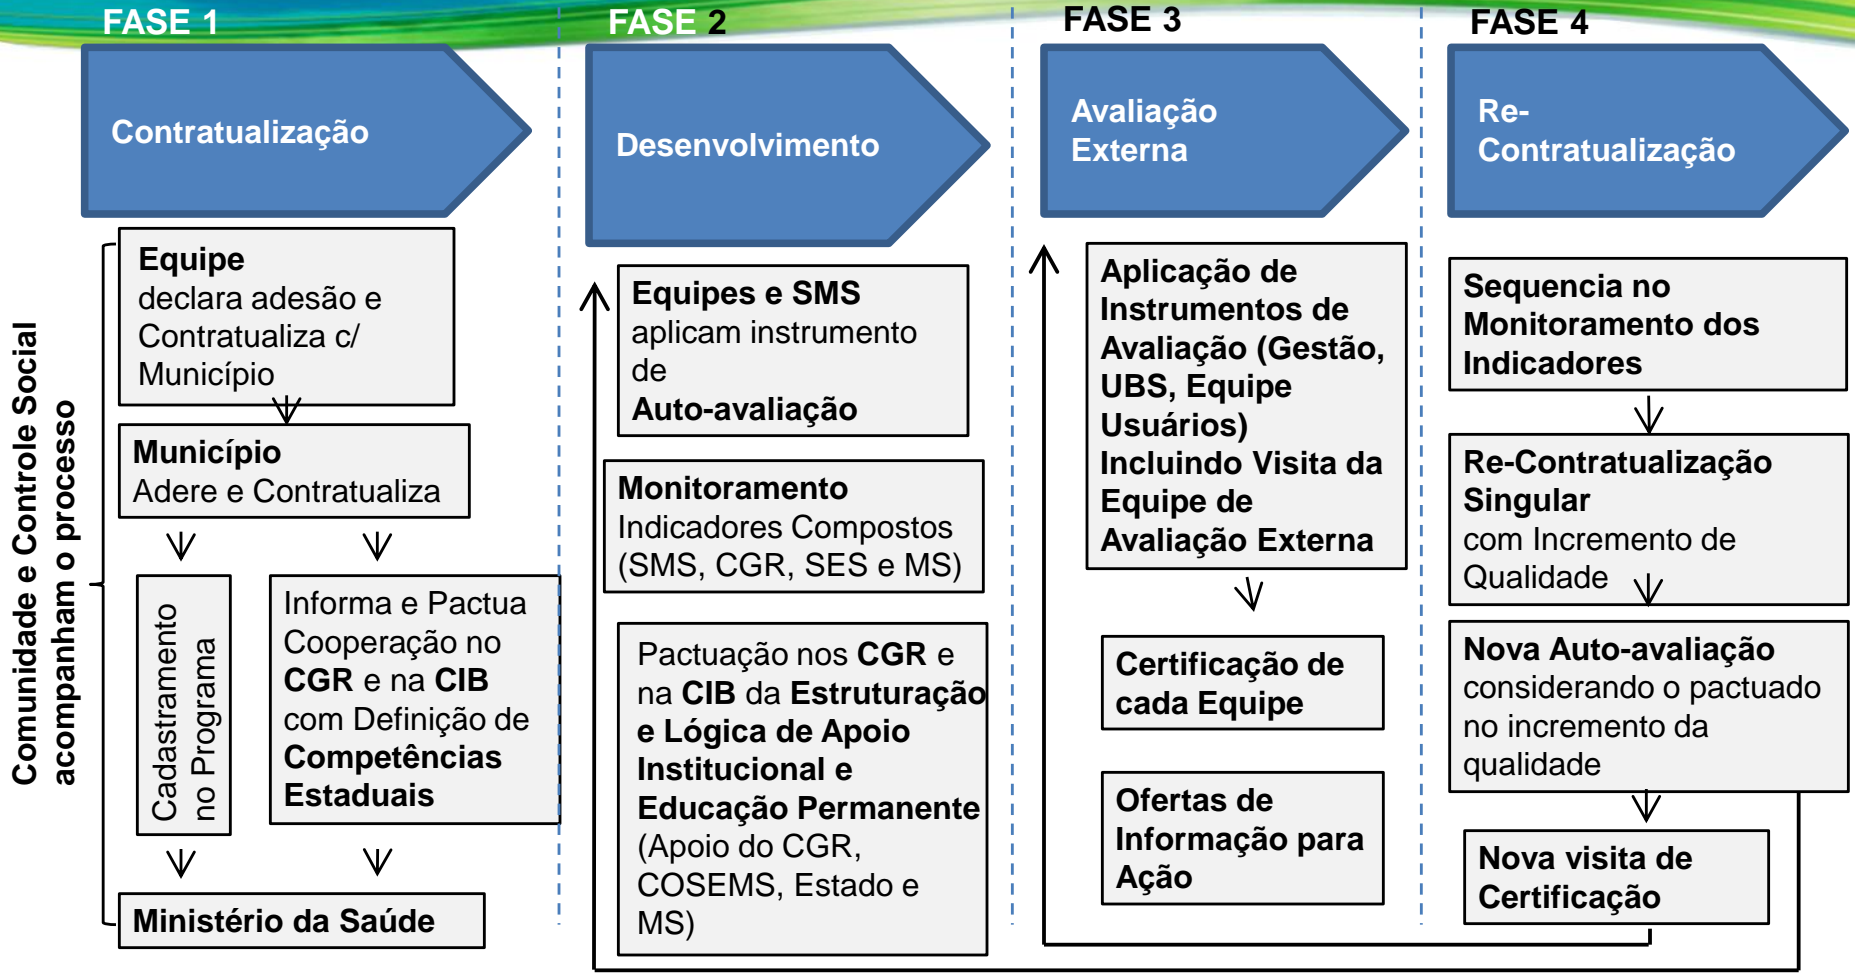 FASE 1
Contratualização
Comunidade e Controle Social
acompanham o processo
Equipe
declara adesão e
Contratualiza c/
Município
Município
Adere e Contratualiza
Cadastramento
no Programa
Informa e Pactua
Cooperação no
CGR e na CIB
com Definição de
Competências
Estaduais
Ministério da Saúde
FASE 2
Desenvolvimento
Equipes e SMS
aplicam instrumento
de
Auto-avaliação
Monitoramento
Indicadores Compostos
(SMS, CGR, SES e MS)
Pactuação nos CGR e
na CIB da Estruturação
e Lógica de Apoio
Institucional e
Educação Permanente
(Apoio do CGR,
COSEMS, Estado e
MS)
FASE 3
Avaliação
Externa
Aplicação de
Instrumentos de
Avaliação (Gestão,
UBS, Equipe
Usuários)
Incluindo Visita da
Equipe de
Avaliação Externa
Certificação de
cada Equipe
Ofertas de
Informação para
Ação
FASE 4
Re-
Contratualização
Sequencia no
Monitoramento dos
Indicadores
Re-Contratualização
Singular
com Incremento de
Qualidade
Nova Auto-avaliação
considerando o pactuado
no incremento da
qualidade
Nova visita de
Certificação